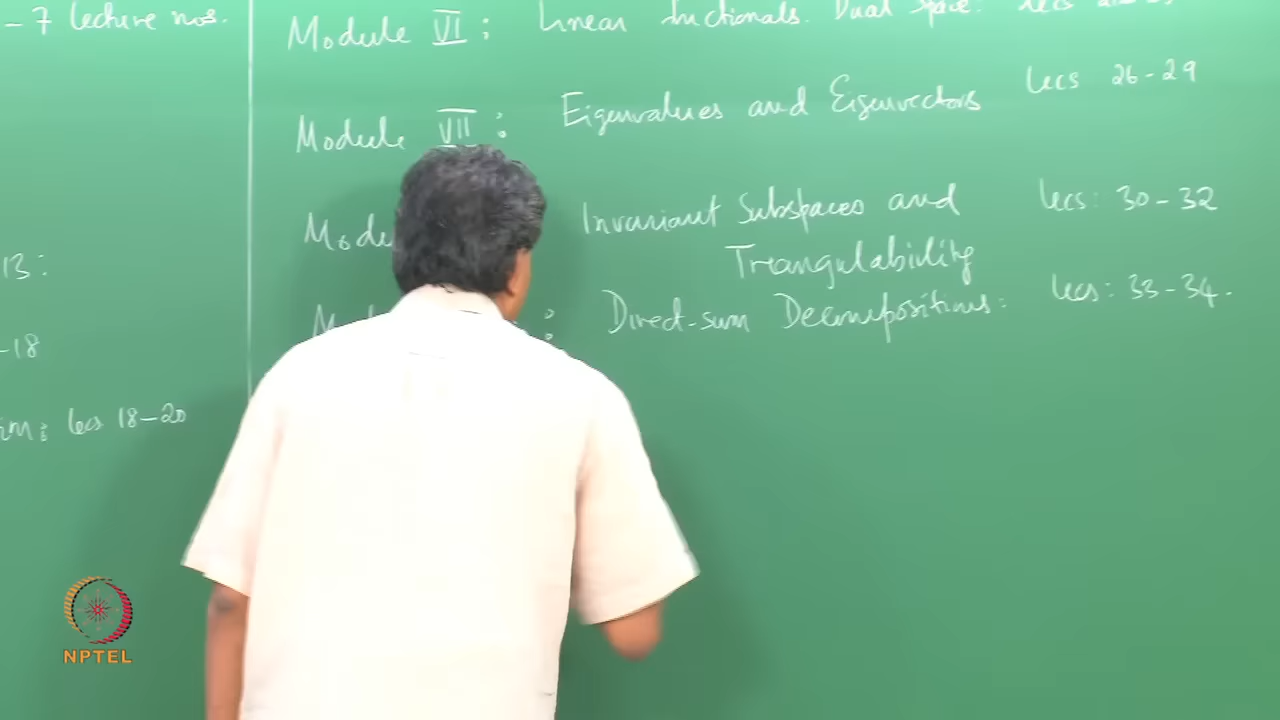 – 7 lecture nos.
13:
–18
: lecs 18–20
Module VI : Linear functionals. Dual Space: lecs
Module VII : Eigenvalues and Eigenvectors lecs 26–29
Invariant Subspaces and lecs: 30–32
Triangulability
: Direct-sum Decompositions: lecs: 33–34.
NPTEL